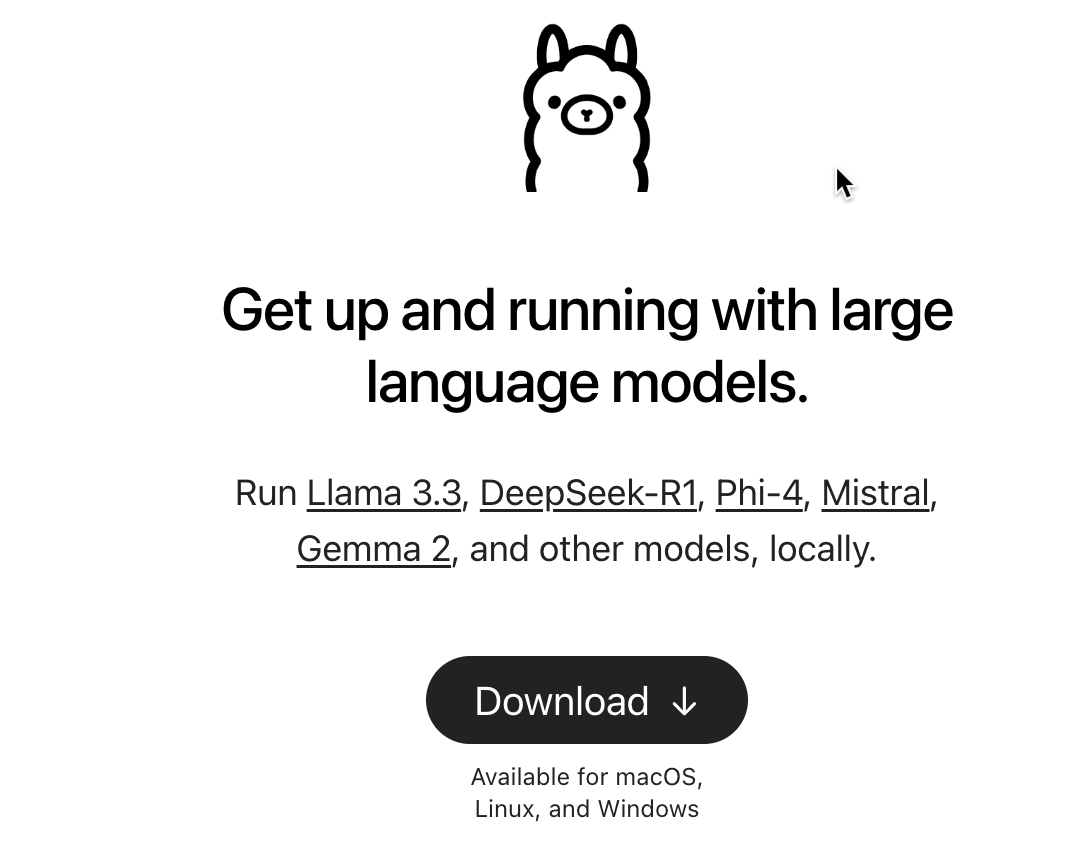 Get up and running with large
language models.
Run Llama 3.3, DeepSeek-R1, Phi-4, Mistral,
Gemma 2, and other models, locally.
Download ↓
Available for macOS,
Linux, and Windows